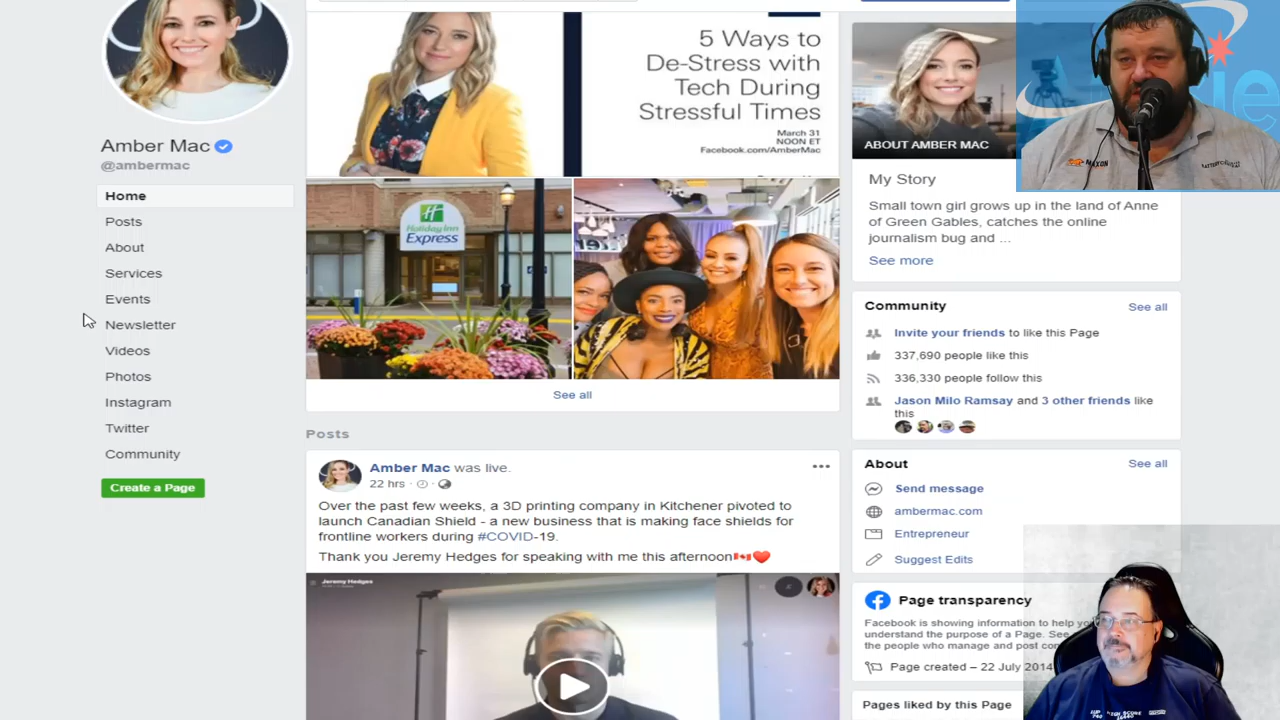 Amber Mac
@ambermac
Home
Posts
About
Services
Events
Newsletter
Videos
Photos
Instagram
Twitter
Community
Create a Page
5 Ways to
De-Stress with
Tech During
Stressful Times
March 31
NOON ET
Facebook.com/AmberMac
Holiday Inn
Express
See all
Posts
Amber Mac was live.
22 hrs
Over the past few weeks, a 3D printing company in Kitchener pivoted to
launch Canadian Shield - a new business that is making face shields for
frontline workers during #COVID-19.
Thank you Jeremy Hedges for speaking with me this afternoon🇨🇦❤️
Jeremy Hedges
ABOUT AMBER MAC
My Story
Small town girl grows up in the land of Anne
of Green Gables, catches the online
journalism bug and ...
See more
Community
See all
Invite your friends to like this Page
337,690 people like this
336,330 people follow this
Jason Milo Ramsay and 3 other friends like
this
About
See all
Send message
ambermac.com
Entrepreneur
Suggest Edits
Page transparency
Facebook is showing information to help
understand the purpose of a Page. See
the people who manage and post
Page created – 22 July 2014
Pages liked by this Page
MAXON